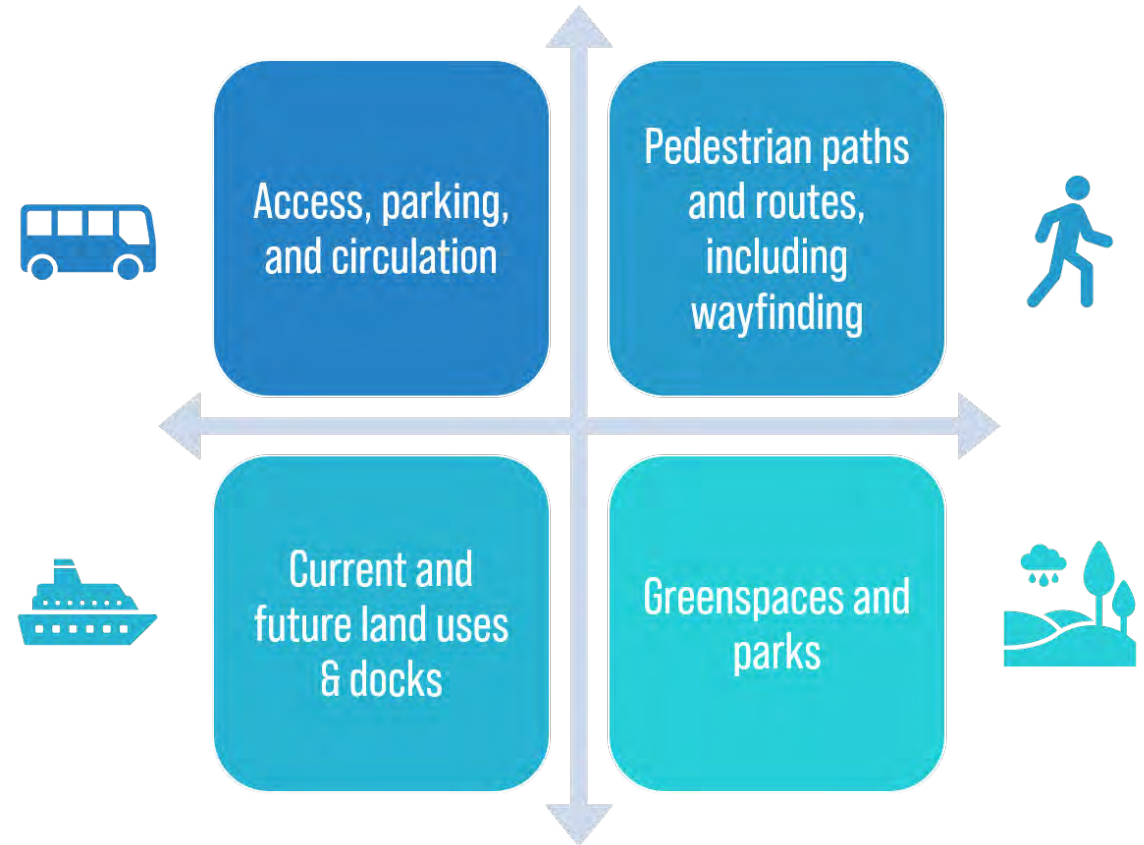 Access, parking,
and circulation
Pedestrian paths
and routes,
including
wayfinding
Current and
future land uses
& docks
Greenspaces and
parks